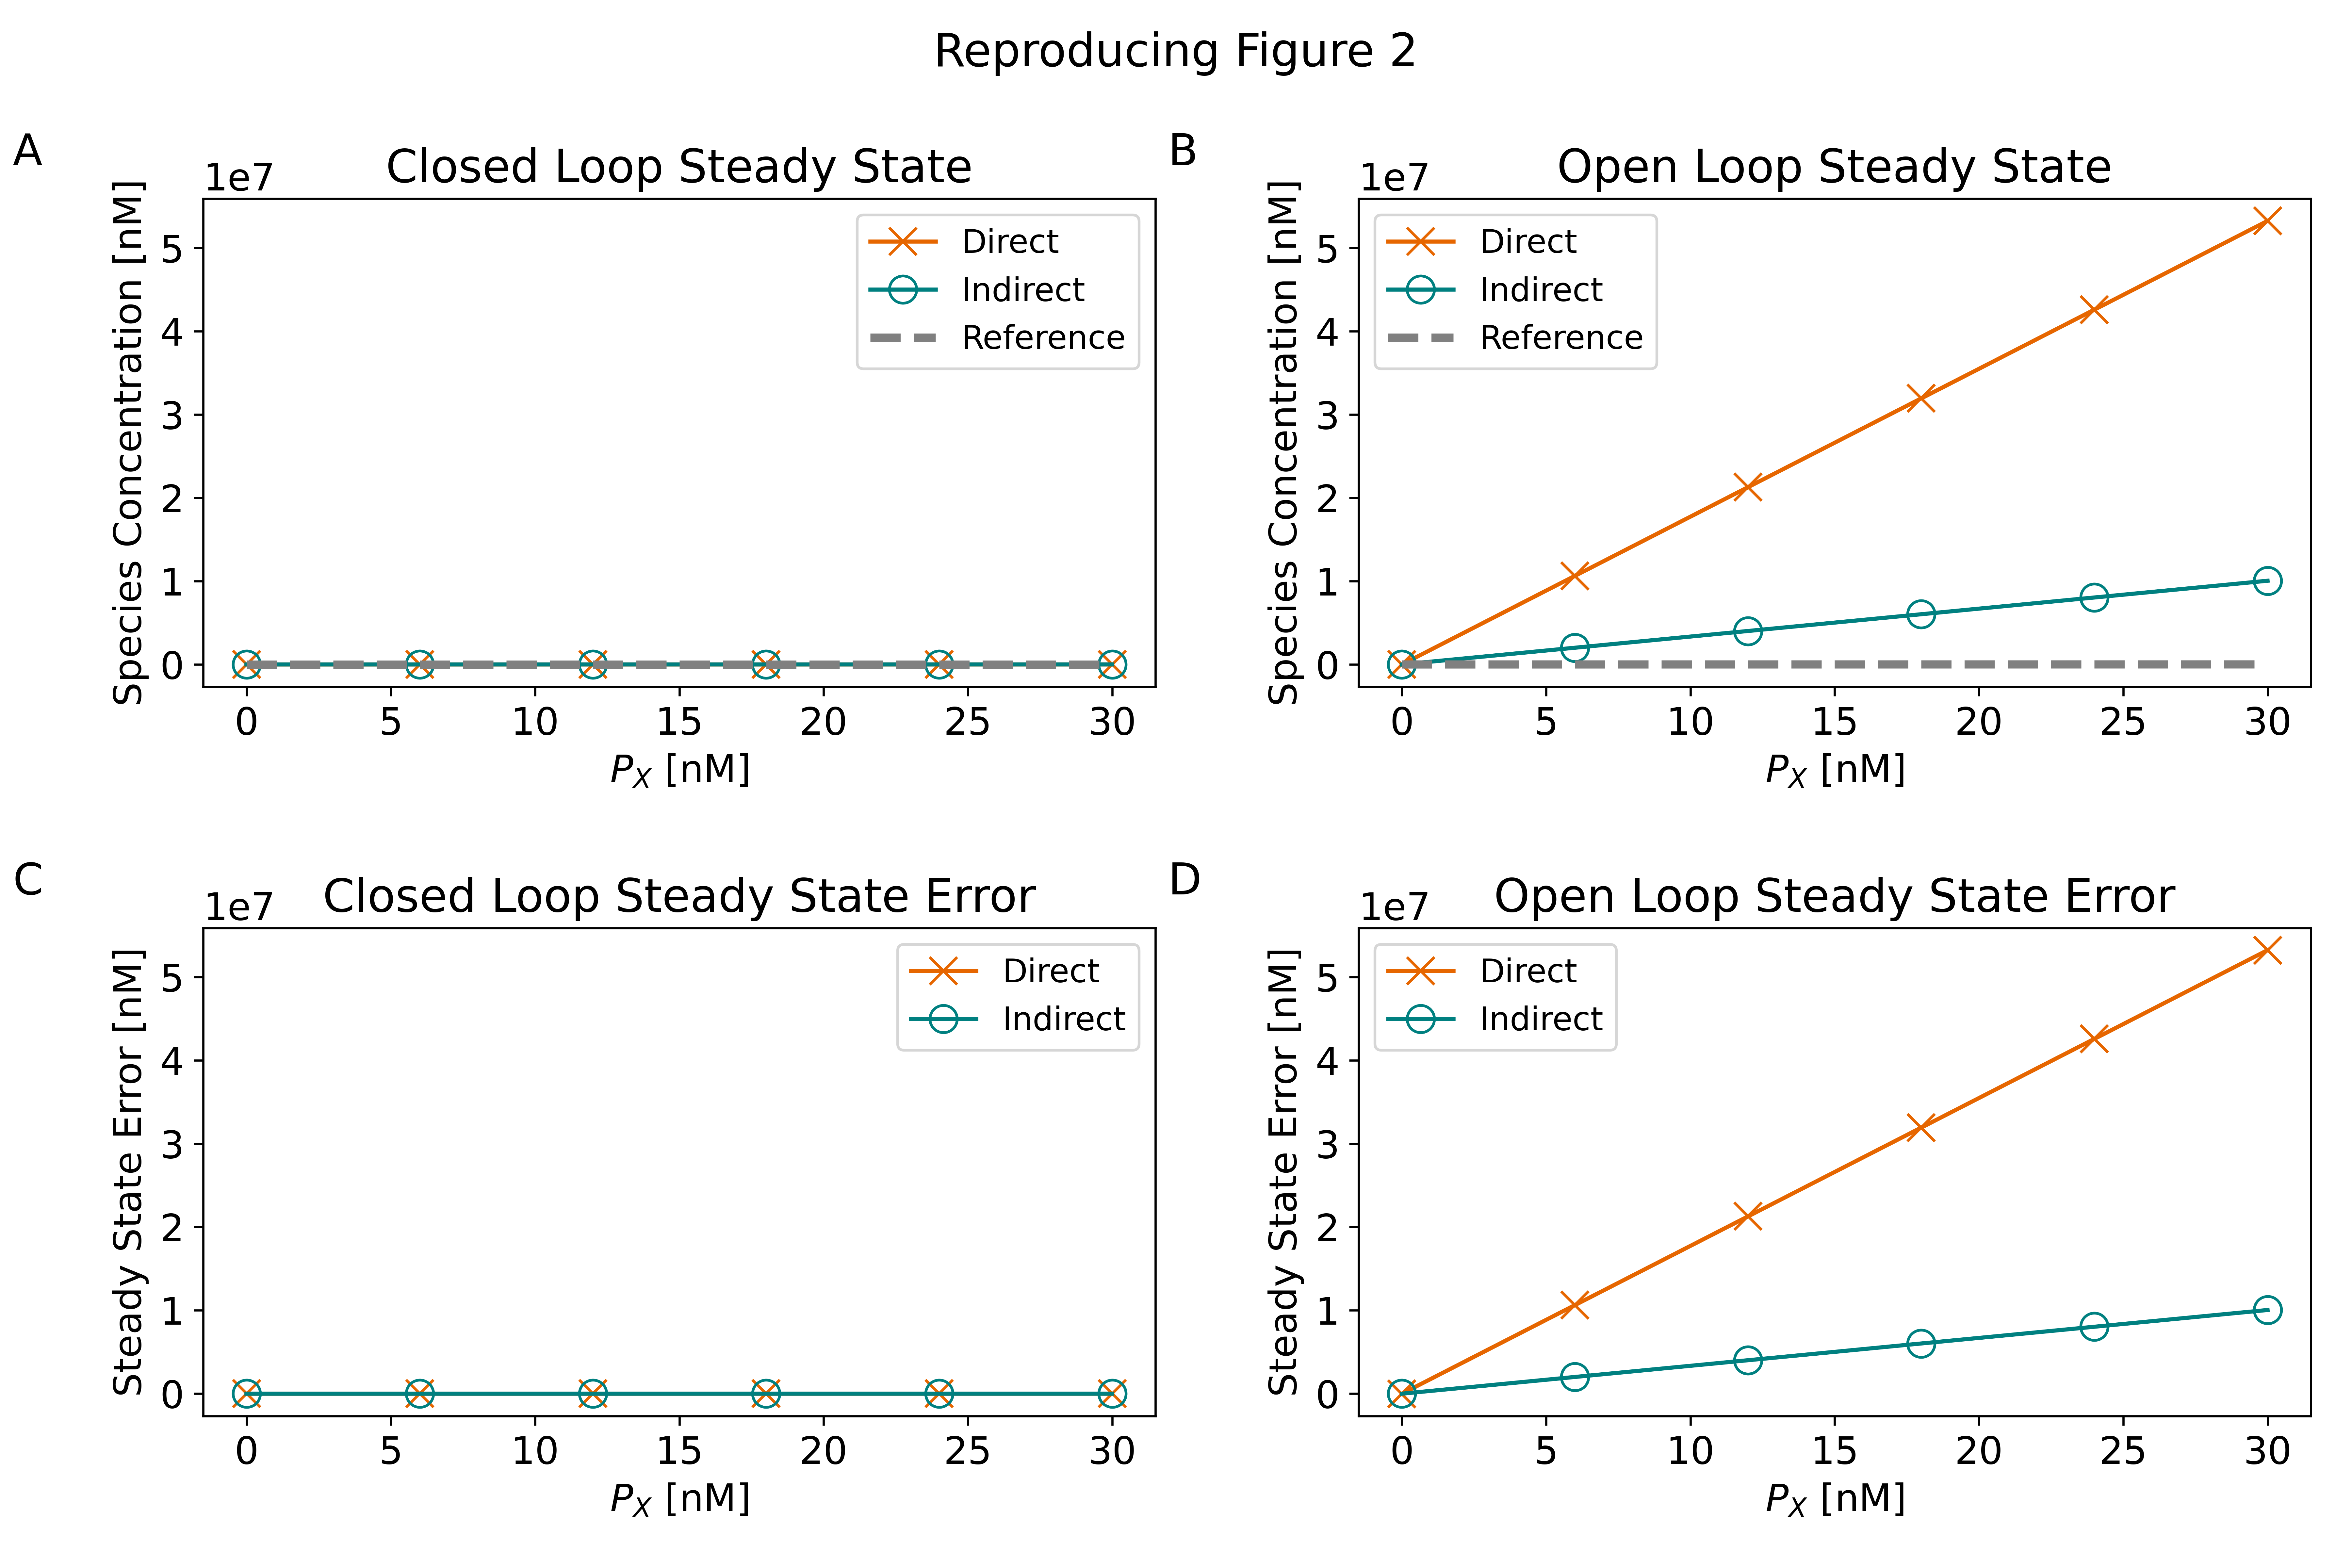 Reproducing Figure 2
A
Closed Loop Steady State
1e7
Species Concentration [nM]
5
4
3
2
1
0
Direct
Indirect
Reference
0 5 10 15 20 25 30
P_X [nM]
B
Open Loop Steady State
1e7
Species Concentration [nM]
5
4
3
2
1
0
Direct
Indirect
Reference
0 5 10 15 20 25 30
P_X [nM]
C
Closed Loop Steady State Error
1e7
Steady State Error [nM]
5
4
3
2
1
0
Direct
Indirect
0 5 10 15 20 25 30
P_X [nM]
D
Open Loop Steady State Error
1e7
Steady State Error [nM]
5
4
3
2
1
0
Direct
Indirect
0 5 10 15 20 25 30
P_X [nM]